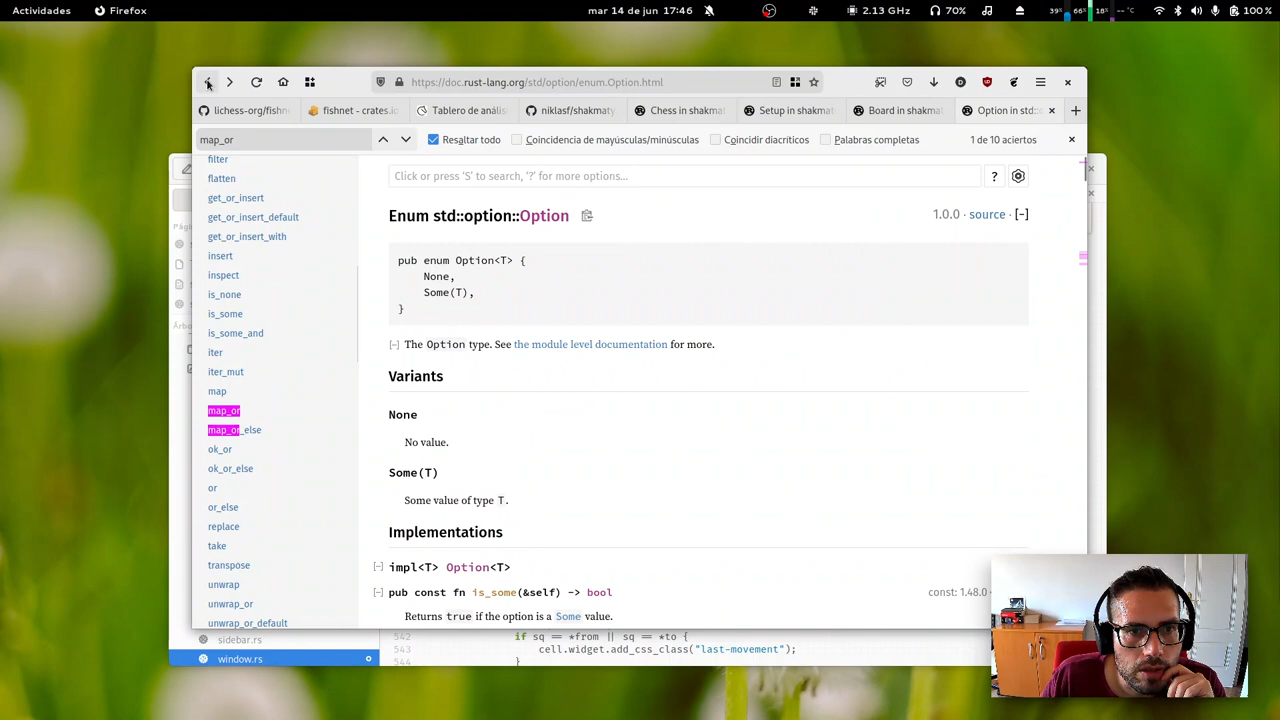 Actividades Firefox mar 14 de jun 17:46 2.13 GHz 70% 39% 66% 18% --°C 100 %
https://doc.rust-lang.org/std/option/enum.Option.html
lichess-org/fishne fishnet - crates.io Tablero de anális niklasf/shakmaty Chess in shakmat Setup in shakmat Board in shakmat Option in std::o
map_or Resaltar todo Coincidencia de mayúsculas/minúsculas Coincidir diacríticos Palabras completas 1 de 10 aciertos
filter
flatten
get_or_insert
get_or_insert_default
get_or_insert_with
insert
inspect
is_none
is_some
is_some_and
iter
iter_mut
map
map_or
map_or_else
ok_or
ok_or_else
or
or_else
replace
take
transpose
unwrap
unwrap_or
unwrap_or_default
Click or press 'S' to search, '?' for more options... ?
Enum std::option::Option 1.0.0 · source · [-]
pub enum Option<T> {
None,
Some(T),
}
[-] The Option type. See the module level documentation for more.
Variants
None
No value.
Some(T)
Some value of type T.
Implementations
[-] impl<T> Option<T>
[-] pub const fn is_some(&self) -> bool const: 1.48.0
Returns true if the option is a Some value.
sidebar.rs
window.rs
542 if sq == *from || sq == *to {
543 cell.widget.add_css_class("last-movement");
544 }